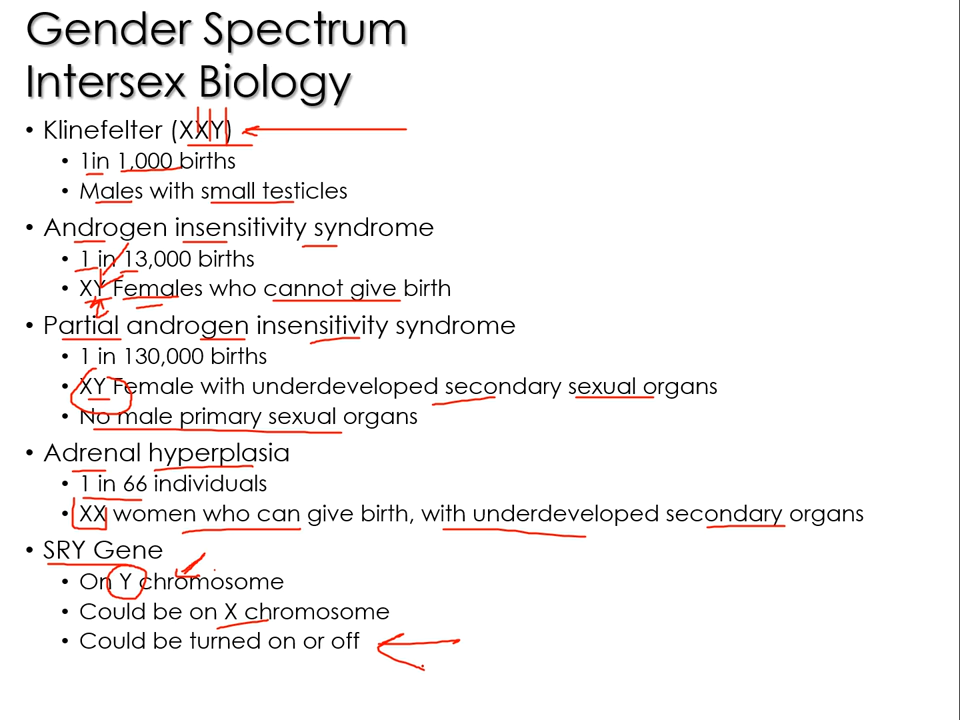 Gender Spectrum
Intersex Biology
• Klinefelter (XXY)
• 1in 1,000 births
• Males with small testicles
• Androgen insensitivity syndrome
• 1 in 13,000 births
• XY Females who cannot give birth
• Partial androgen insensitivity syndrome
• 1 in 130,000 births
• XY Female with underdeveloped secondary sexual organs
• No male primary sexual organs
• Adrenal hyperplasia
• 1 in 66 individuals
• XX women who can give birth, with underdeveloped secondary organs
• SRY Gene
• On Y chromosome
• Could be on X chromosome
• Could be turned on or off